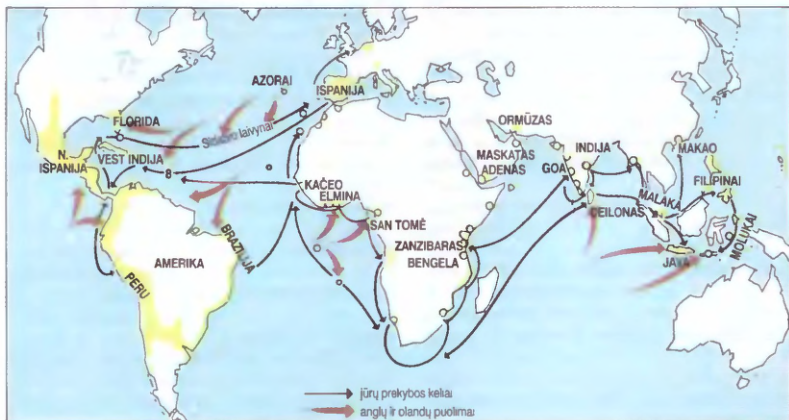 AZORAI
ISPANIJA
FLORIDA
Sidabro laivynai
ORMŪZAS
INDIJA
MAKAO
N. ISPANIJA
VEST INDIJA
8
MASKATAS
ADENAS
GOA
KAČEO
ELMINA
MALAKA
FILIPINAI
CEILONAS
SAN TOMĖ
BRAZILIJA
ZANZIBARAS
BENGELA
MOLUKAI
AMERIKA
JAVA
PERU
jūrų prekybos keliai
anglų ir olandų puolimai